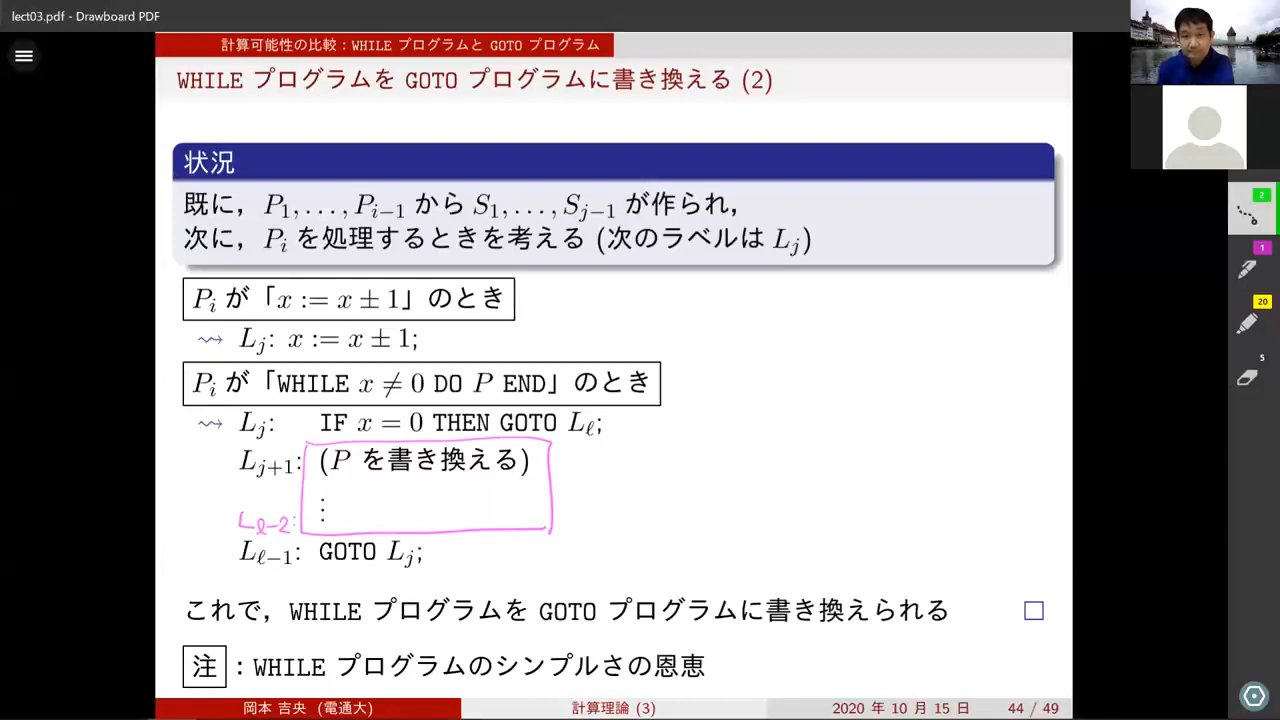 lect03.pdf - Drawboard PDF
計算可能性の比較：WHILE プログラムと GOTO プログラム
WHILE プログラムを GOTO プログラムに書き換える (2)
状況
既に，P₁, . . . , Pᵢ₋₁ から S₁, . . . , Sⱼ₋₁ が作られ，
次に，Pᵢ を処理するときを考える (次のラベルは Lⱼ)
Pᵢ が「x := x ± 1」のとき
⇝ Lⱼ: x := x ± 1;
Pᵢ が「WHILE x ≠ 0 DO P END」のとき
⇝ Lⱼ: IF x = 0 THEN GOTO L_ℓ;
Lⱼ₊₁: (P を書き換える)
⋮
L_ℓ₋₂:
L_ℓ₋₁: GOTO Lⱼ;
これで，WHILE プログラムを GOTO プログラムに書き換えられる □
注：WHILE プログラムのシンプルさの恩恵
岡本 吉央 (電通大) 計算理論 (3) 2020 年 10 月 15 日 44 / 49
2
1
20
5